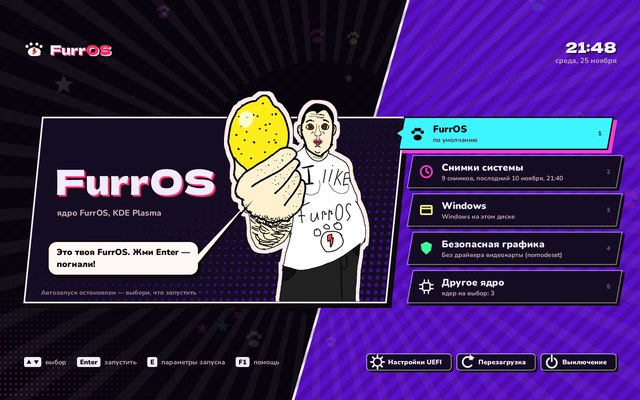 FurrOS
21:48
среда, 25 ноября
FurrOS
ядро FurrOS, KDE Plasma
Это твоя FurrOS. Жми Enter —
погнали!
Автозапуск остановлен — выбери, что запустить
I like
FurrOS
FurrOS
по умолчанию
1
Снимки системы
9 снимков, последний 10 ноября, 21:40
2
Windows
Windows на этом диске
3
Безопасная графика
Без драйвера видеокарты (nomodeset)
4
Другое ядро
ядер на выбор: 3
5
▲ ▼ выбор Enter запустить E параметры запуска F1 помощь
Настройки UEFI Перезагрузка Выключение